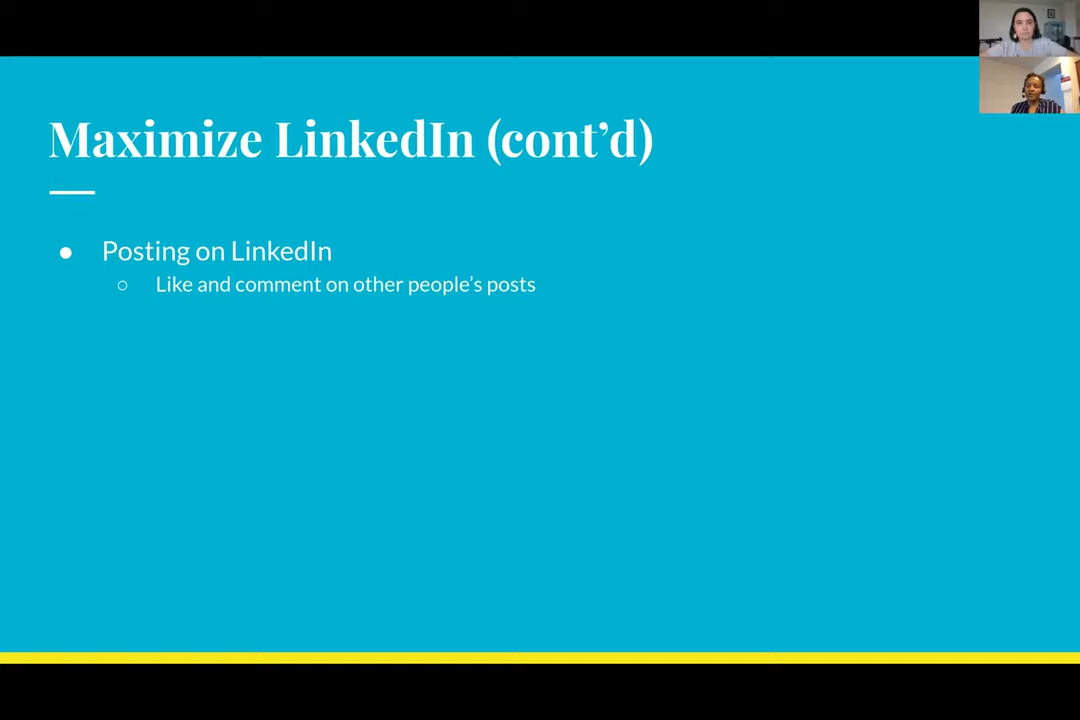 Maximize LinkedIn (cont’d)
● Posting on LinkedIn
○ Like and comment on other people’s posts